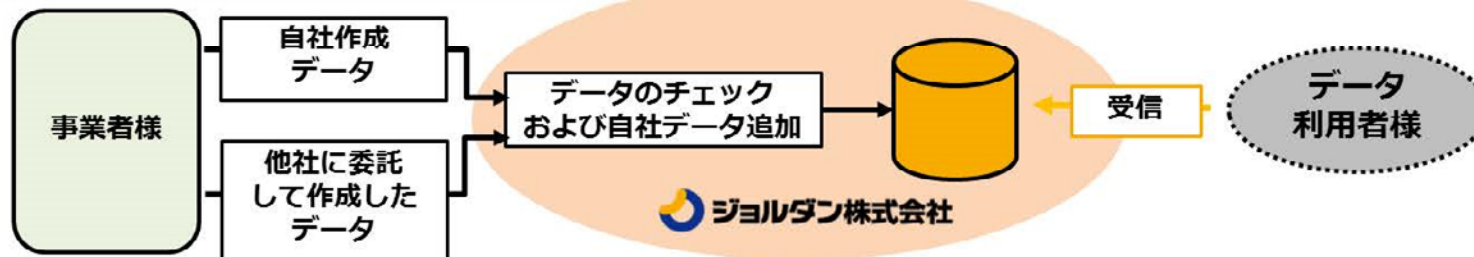 事業者様
自社作成
データ
他社に委託
して作成した
データ
データのチェック
および自社データ追加
ジョルダン株式会社
受信
データ
利用者様